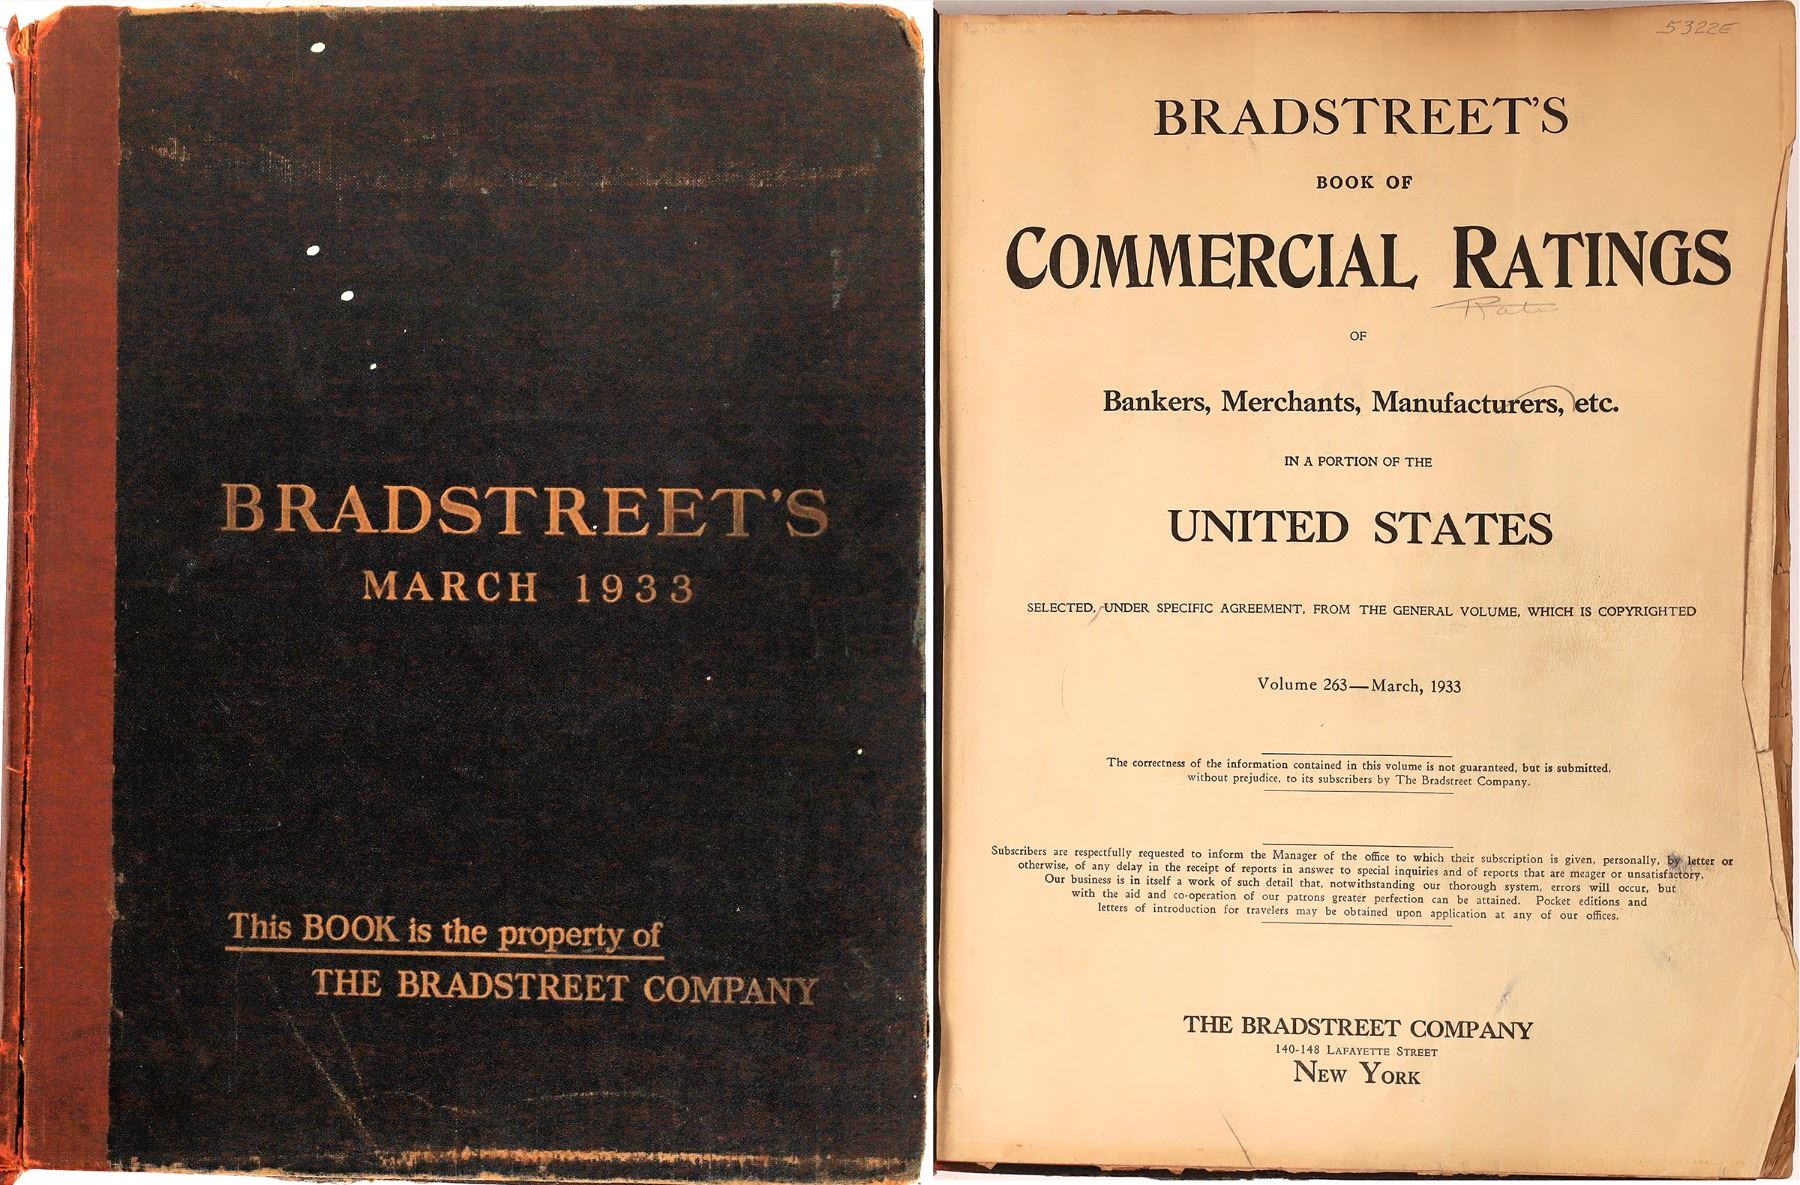 BRADSTREET'S
MARCH 1933
This BOOK is the property of
THE BRADSTREET COMPANY
5322E
BRADSTREET'S
BOOK OF
COMMERCIAL RATINGS
Rate
OF
Bankers, Merchants, Manufacturers, etc.
IN A PORTION OF THE
UNITED STATES
SELECTED, UNDER SPECIFIC AGREEMENT, FROM THE GENERAL VOLUME, WHICH IS COPYRIGHTED
Volume 263—March, 1933
The correctness of the information contained in this volume is not guaranteed, but is submitted,
without prejudice, to its subscribers by The Bradstreet Company.
Subscribers are respectfully requested to inform the Manager of the office to which their subscription is given, personally, by letter or
otherwise, of any delay in the receipt of reports in answer to special inquiries and of reports that are meager or unsatisfactory.
Our business is in itself a work of such detail that, notwithstanding our thorough system, errors will occur, but
with the aid and co-operation of our patrons greater perfection can be attained. Pocket editions and
letters of introduction for travelers may be obtained upon application at any of our offices.
THE BRADSTREET COMPANY
140-148 LAFAYETTE STREET
NEW YORK